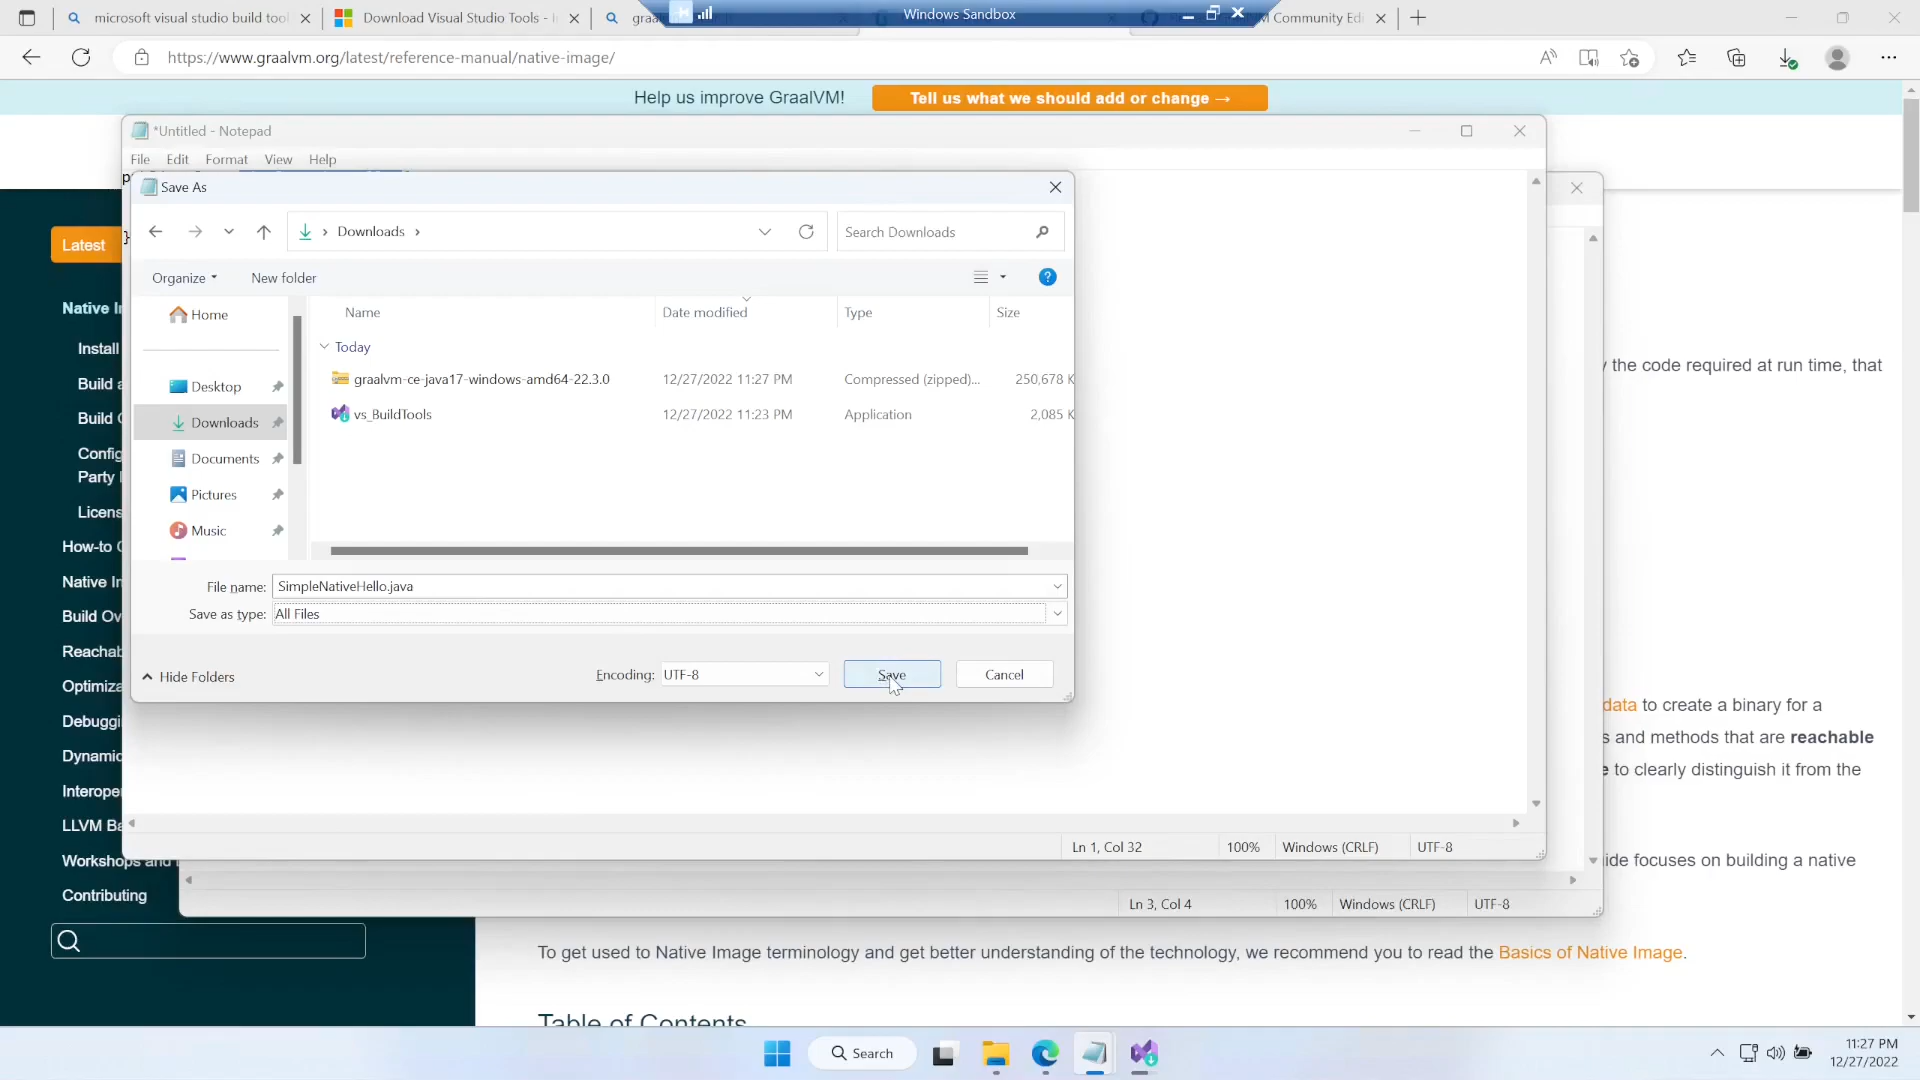 microsoft visual studio build tool
Download Visual Studio Tools - i
graal
Windows Sandbox
VM Community Edi
https://www.graalvm.org/latest/reference-manual/native-image/
Help us improve GraalVM!
Tell us what we should add or change →
*Untitled - Notepad
File Edit Format View Help
Save As
Latest
}
Downloads
Search Downloads
Organize
New folder
Name
Date modified
Type
Size
Home
Today
graalvm-ce-java17-windows-amd64-22.3.0
12/27/2022 11:27 PM
Compressed (zipped)...
250,678 K
vs_BuildTools
12/27/2022 11:23 PM
Application
2,085 K
Desktop
Downloads
Documents
Pictures
Music
File name: SimpleNativeHello.java
Save as type: All Files
Hide Folders
Encoding: UTF-8
Save
Cancel
Native I
Install
Build a
Build
Config
Party
Licens
How-to
Native I
Build Ov
Reachab
Optimiza
Debuggi
Dynamic
Interope
LLVM Ba
Workshops and
Contributing
the code required at run time, that
data to create a binary for a
s and methods that are reachable
e to clearly distinguish it from the
ide focuses on building a native
Ln 1, Col 32
100%
Windows (CRLF)
UTF-8
Ln 3, Col 4
100%
Windows (CRLF)
UTF-8
To get used to Native Image terminology and get better understanding of the technology, we recommend you to read the Basics of Native Image.
Table of Contents
Search
11:27 PM
12/27/2022